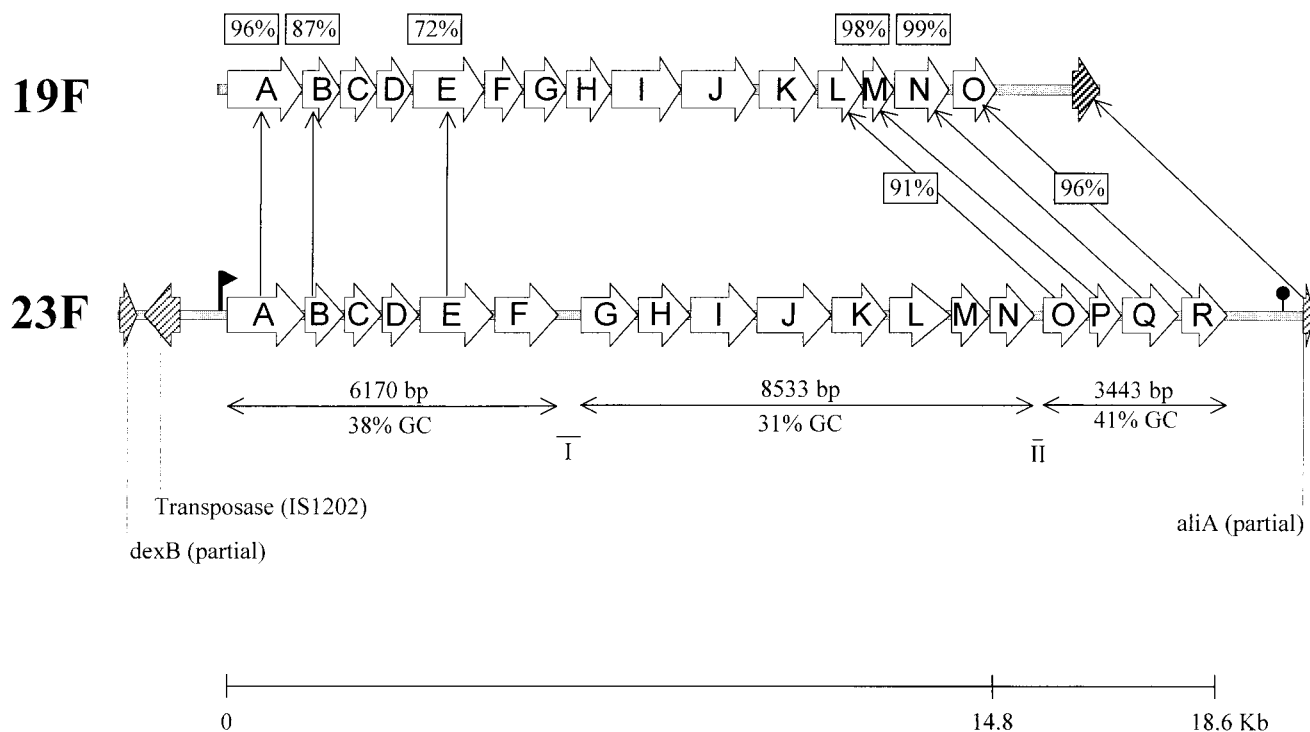 96% 87% 72% 98% 99%
19F A B C D E F G H I J K L M N O
91% 96%
23F A B C D E F G H I J K L M N O P Q R
6170 bp 8533 bp 3443 bp
38% GC 31% GC 41% GC
I II
Transposase (IS1202)
aliA (partial)
dexB (partial)
0 14.8 18.6 Kb